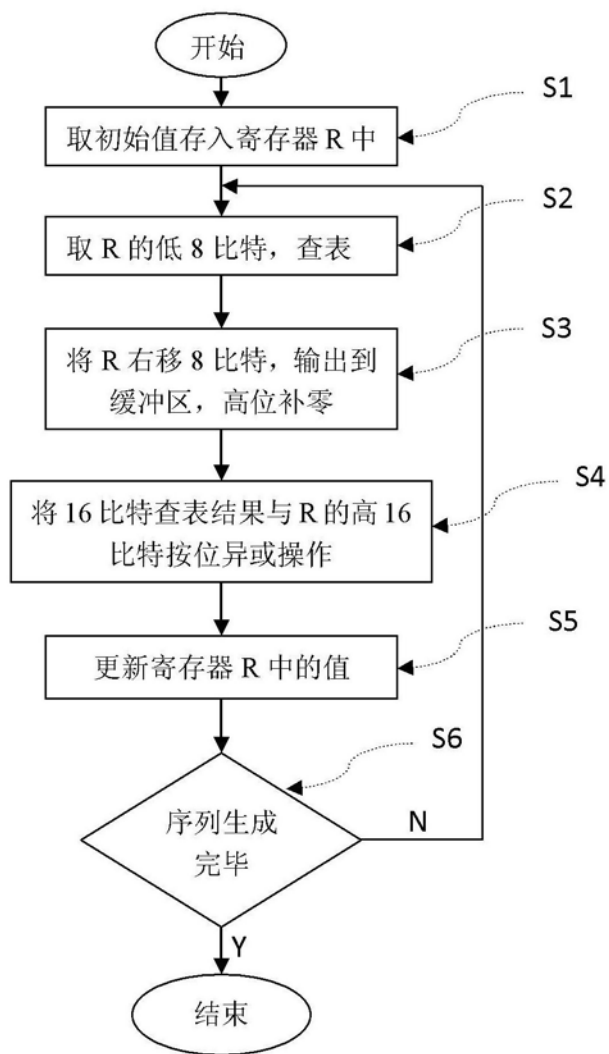 开始
S1
取初始值存入寄存器 R 中
S2
取 R 的低 8 比特，查表
S3
将 R 右移 8 比特，输出到
缓冲区，高位补零
S4
将 16 比特查表结果与 R 的高 16
比特按位异或操作
S5
更新寄存器 R 中的值
S6
序列生成
完毕
N
Y
结束